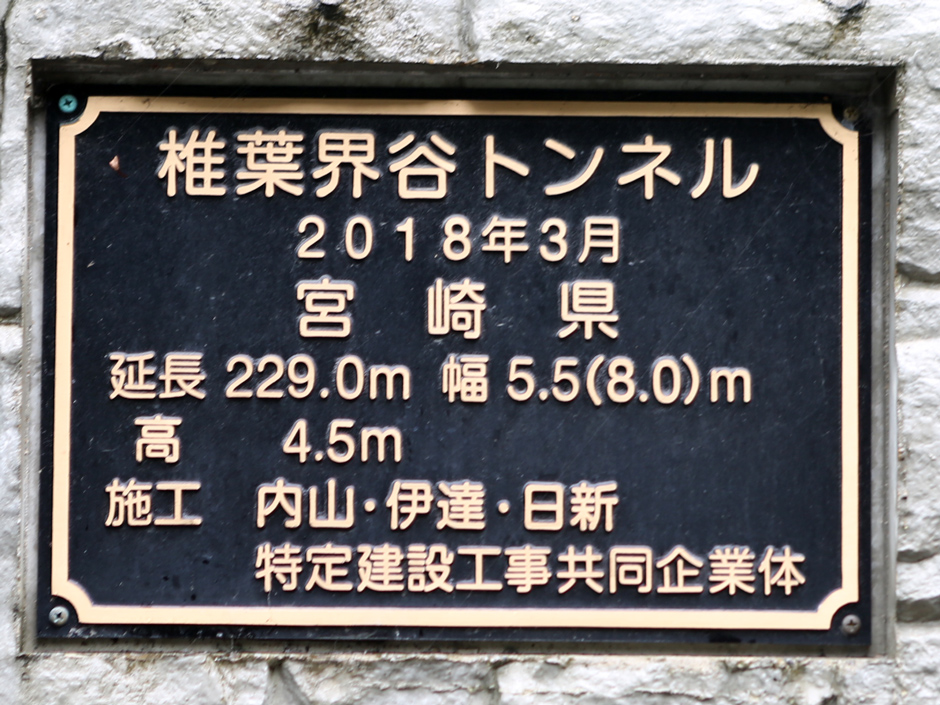 椎葉界谷トンネル
２０１８年３月
宮崎県
延長 229.0m 幅 5.5(8.0)m
高 4.5m
施工 内山・伊達・日新
特定建設工事共同企業体